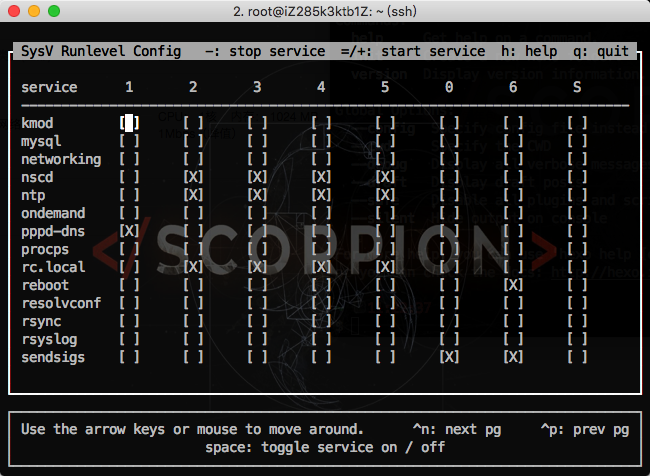 2. root@iZ285k3ktb1Z: ~ (ssh)
SysV Runlevel Config -: stop service =/+: start service h: help q: quit
service 1 2 3 4 5 0 6 S
kmod [ ] [ ] [ ] [ ] [ ] [ ] [ ] [ ]
mysql [ ] [ ] [ ] [ ] [ ] [ ] [ ] [ ]
networking [ ] [ ] [ ] [ ] [ ] [ ] [ ] [ ]
nscd [ ] [X] [X] [X] [X] [ ] [ ] [ ]
ntp [ ] [X] [X] [X] [X] [ ] [ ] [ ]
ondemand [ ] [ ] [ ] [ ] [ ] [ ] [ ] [ ]
pppd-dns [X] [ ] [ ] [ ] [ ] [ ] [ ] [ ]
procps [ ] [ ] [ ] [ ] [ ] [ ] [ ] [ ]
</SCORPION>
rc.local [ ] [X] [X] [X] [X] [ ] [ ] [ ]
reboot [ ] [ ] [ ] [ ] [ ] [ ] [X] [ ]
resolvconf [ ] [ ] [ ] [ ] [ ] [ ] [ ] [ ]
rsync [ ] [ ] [ ] [ ] [ ] [ ] [ ] [ ]
rsyslog [ ] [ ] [ ] [ ] [ ] [ ] [ ] [ ]
sendsigs [ ] [ ] [ ] [ ] [ ] [X] [X] [ ]
Use the arrow keys or mouse to move around. ^n: next pg ^p: prev pg
space: toggle service on / off